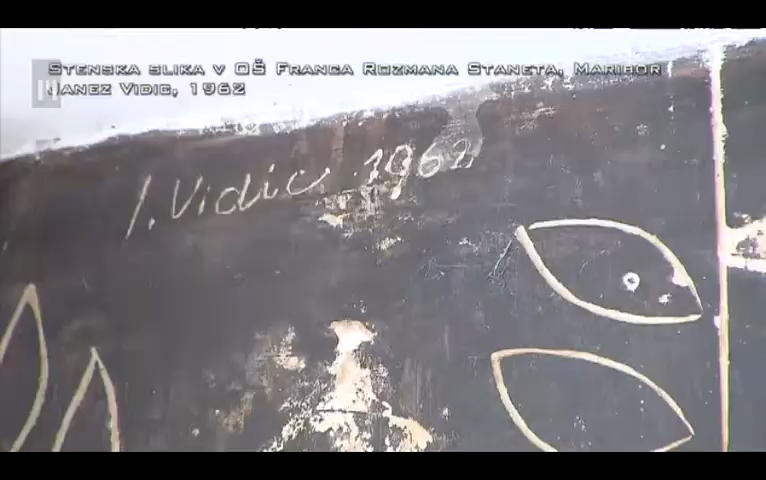 Stenska slika v OŠ Franca Rozmana Staneta, Maribor
Janez Vidic, 1962
I. Vidic 1962